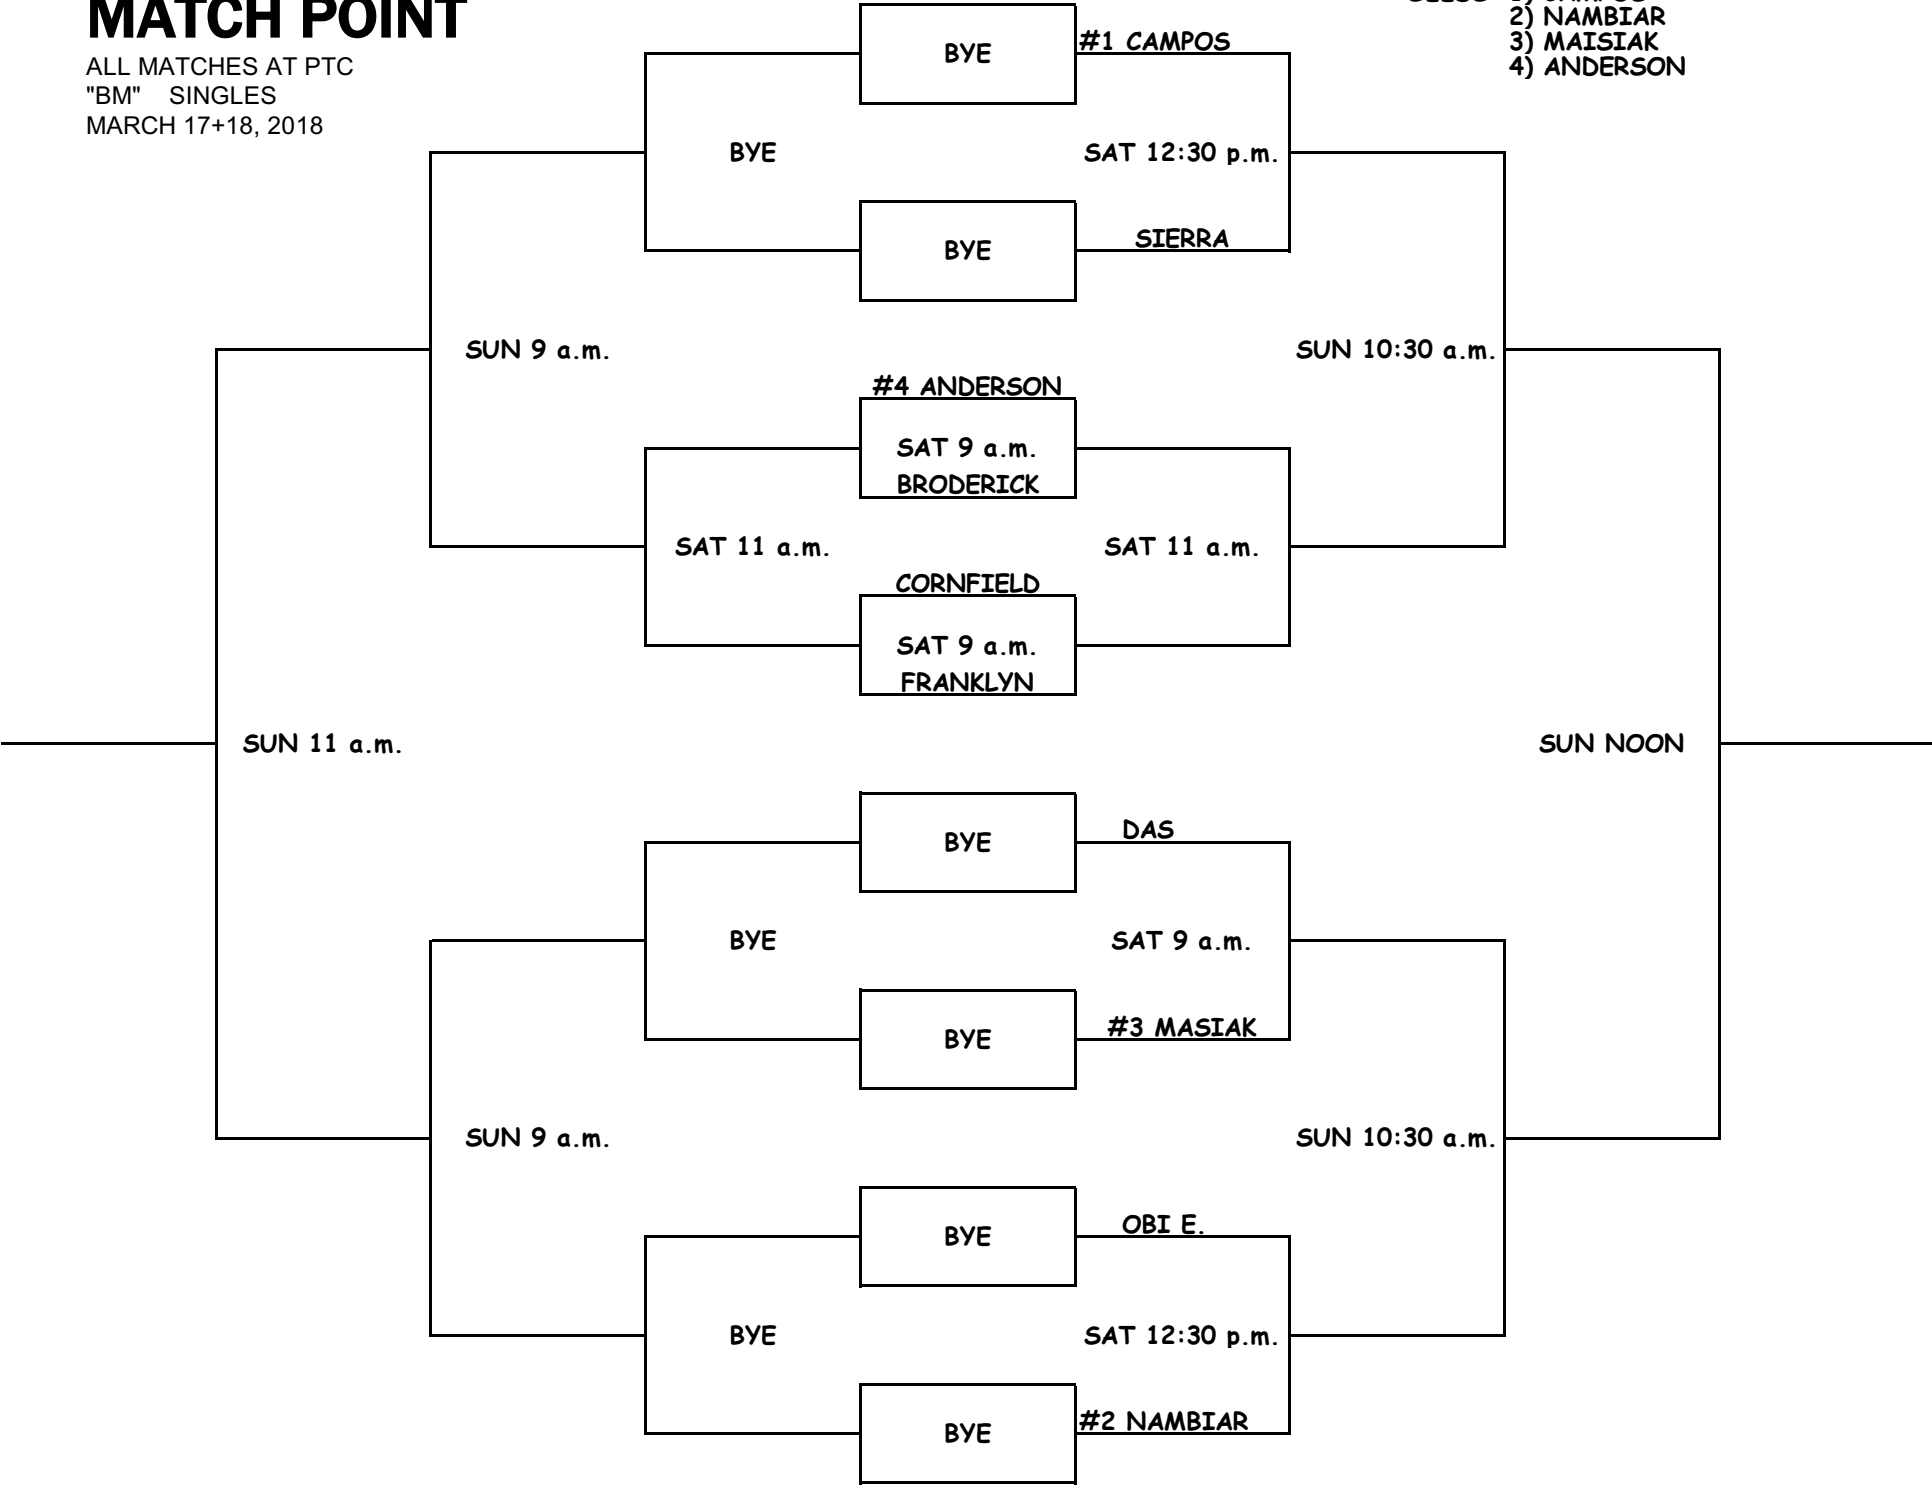 MATCH POINT
ALL MATCHES AT PTC
"BM" SINGLES
MARCH 17+18, 2018
2) NAMBIAR
3) MAISIAK
4) ANDERSON
BYE
#1 CAMPOS
BYE
SAT 12:30 p.m.
BYE
SIERRA
SUN 9 a.m.
SUN 10:30 a.m.
#4 ANDERSON
SAT 9 a.m.
BRODERICK
SAT 11 a.m.
SAT 11 a.m.
CORNFIELD
SAT 9 a.m.
FRANKLYN
SUN 11 a.m.
SUN NOON
BYE
DAS
BYE
SAT 9 a.m.
BYE
#3 MASIAK
SUN 9 a.m.
SUN 10:30 a.m.
BYE
OBI E.
BYE
SAT 12:30 p.m.
BYE
#2 NAMBIAR